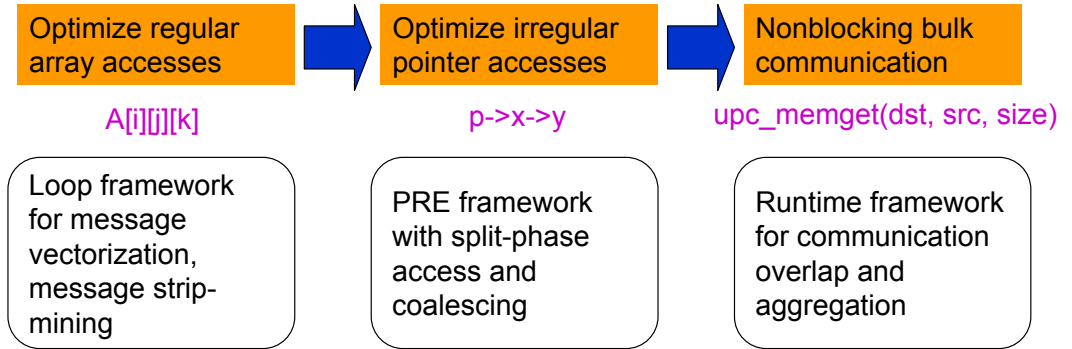 Optimize regular
array accesses
Optimize irregular
pointer accesses
Nonblocking bulk
communication
A[i][j][k]
p->x->y
upc_memget(dst, src, size)
Loop framework
for message
vectorization,
message strip-
mining
PRE framework
with split-phase
access and
coalescing
Runtime framework
for communication
overlap and
aggregation